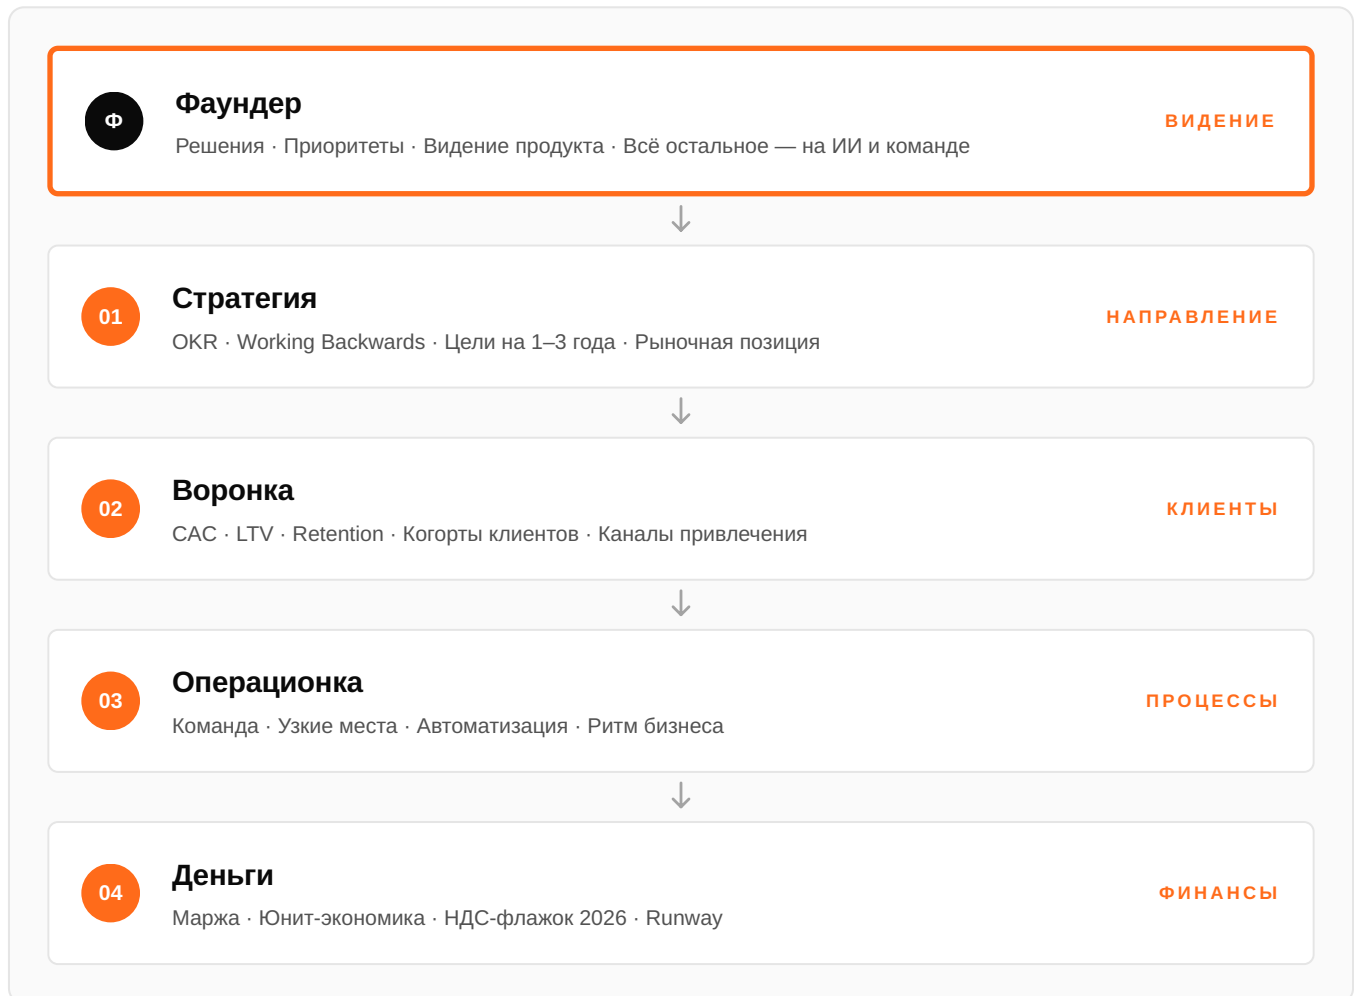 Ф
Фаундер
Решения · Приоритеты · Видение продукта · Всё остальное — на ИИ и команде
ВИДЕНИЕ
01
Стратегия
OKR · Working Backwards · Цели на 1–3 года · Рыночная позиция
НАПРАВЛЕНИЕ
02
Воронка
CAC · LTV · Retention · Когорты клиентов · Каналы привлечения
КЛИЕНТЫ
03
Операционка
Команда · Узкие места · Автоматизация · Ритм бизнеса
ПРОЦЕССЫ
04
Деньги
Маржа · Юнит-экономика · НДС-флажок 2026 · Runway
ФИНАНСЫ